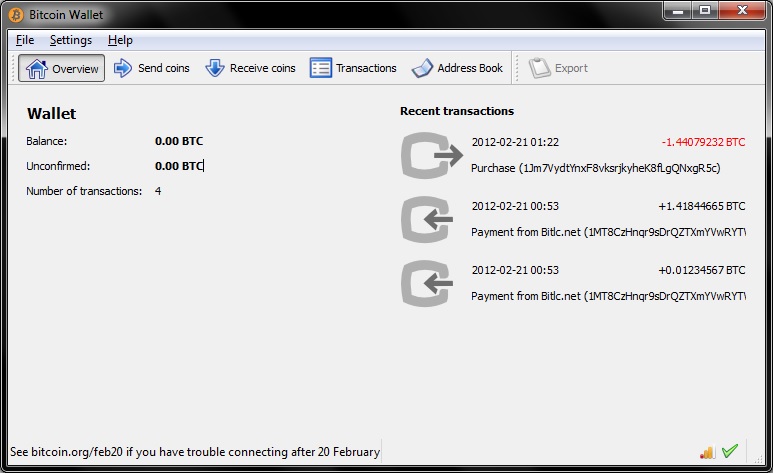 Bitcoin Wallet
File Settings Help
Overview Send coins Receive coins Transactions Address Book Export
Wallet
Balance: 0.00 BTC
Unconfirmed: 0.00 BTC
Number of transactions: 4
Recent transactions
2012-02-21 01:22 -1.44079232 BTC
Purchase (1Jm7VydtYnxF8vksrjkyheK8fLgQNxgR5c)
2012-02-21 00:53 +1.41844665 BTC
Payment from Bitlc.net (1MT8CzHnqr9sDrQZTXmYVwRYTV
2012-02-21 00:53 +0.01234567 BTC
Payment from Bitlc.net (1MT8CzHnqr9sDrQZTXmYVwRYTV
See bitcoin.org/feb20 if you have trouble connecting after 20 February